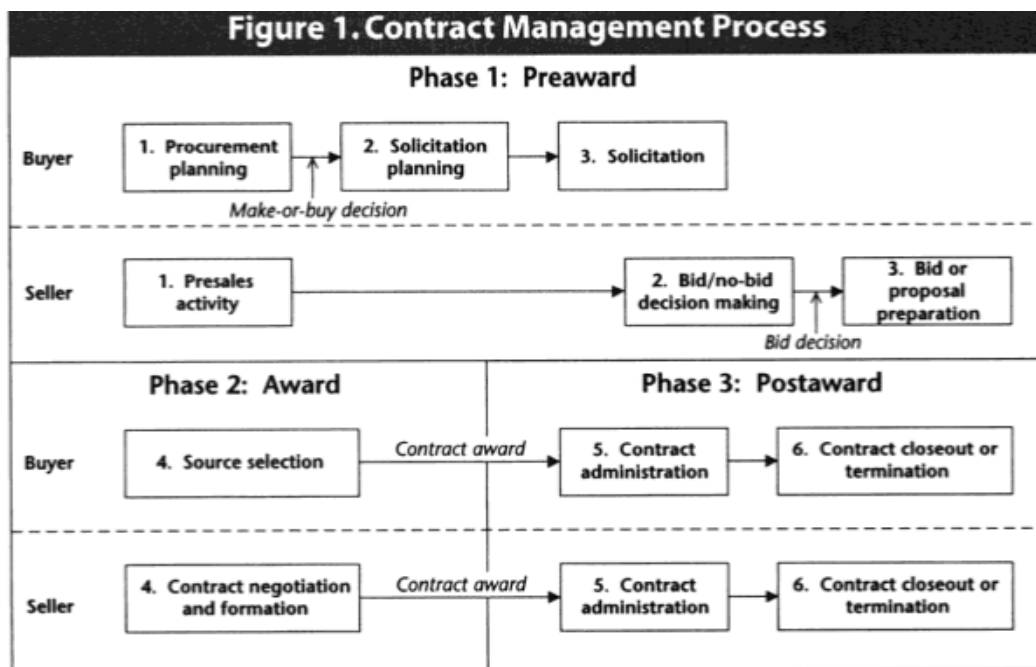 Figure 1. Contract Management Process
Phase 1: Preaward
Buyer
1. Procurement
planning
2. Solicitation
planning
3. Solicitation
Make-or-buy decision
Seller
1. Presales
activity
2. Bid/no-bid
decision making
3. Bid or
proposal
preparation
Bid decision
Phase 2: Award
Phase 3: Postaward
Buyer
4. Source selection
Contract award
5. Contract
administration
6. Contract closeout or
termination
Seller
4. Contract negotiation
and formation
Contract award
5. Contract
administration
6. Contract closeout or
termination